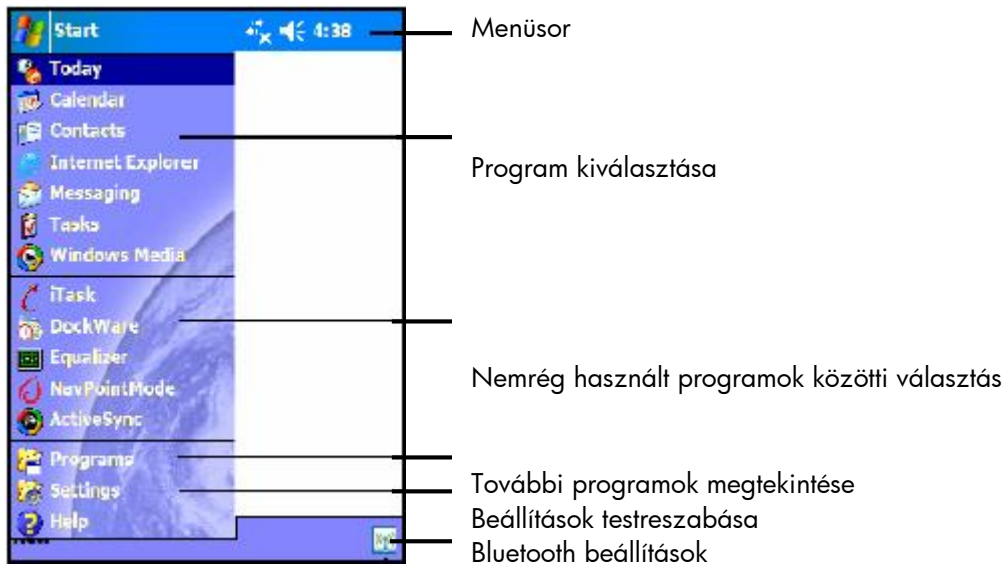 Start 4:38
Menüsor
Today
Calendar
Contacts
Internet Explorer
Program kiválasztása
Messaging
Tasks
Windows Media
iTask
DockWare
Equalizer
Nemrég használt programok közötti választás
NavPointMode
ActiveSync
Programs
További programok megtekintése
Settings
Beállítások testreszabása
Help
Bluetooth beállítások